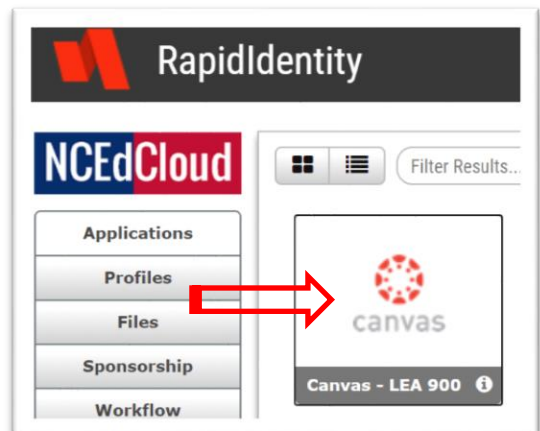 RapidIdentity
NCEdCloud
Filter Results...
Applications
Profiles
Files
Sponsorship
Workflow
canvas
Canvas - LEA 900